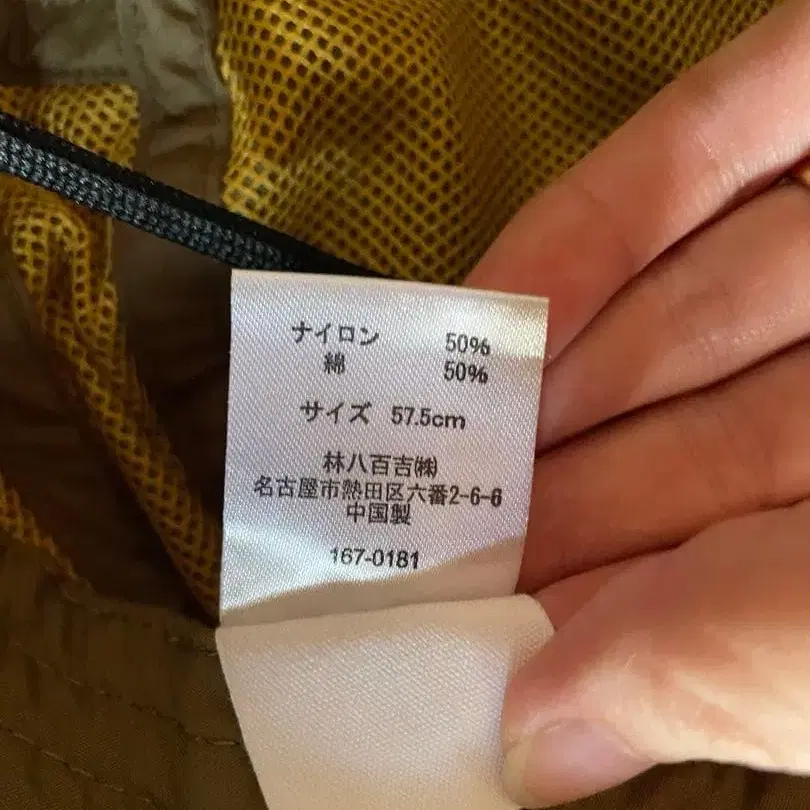 ナイロン 50%
綿 50%
サイズ 57.5cm
林八百吉㈱
名古屋市熱田区六番2-6-6
中国製
167-0181